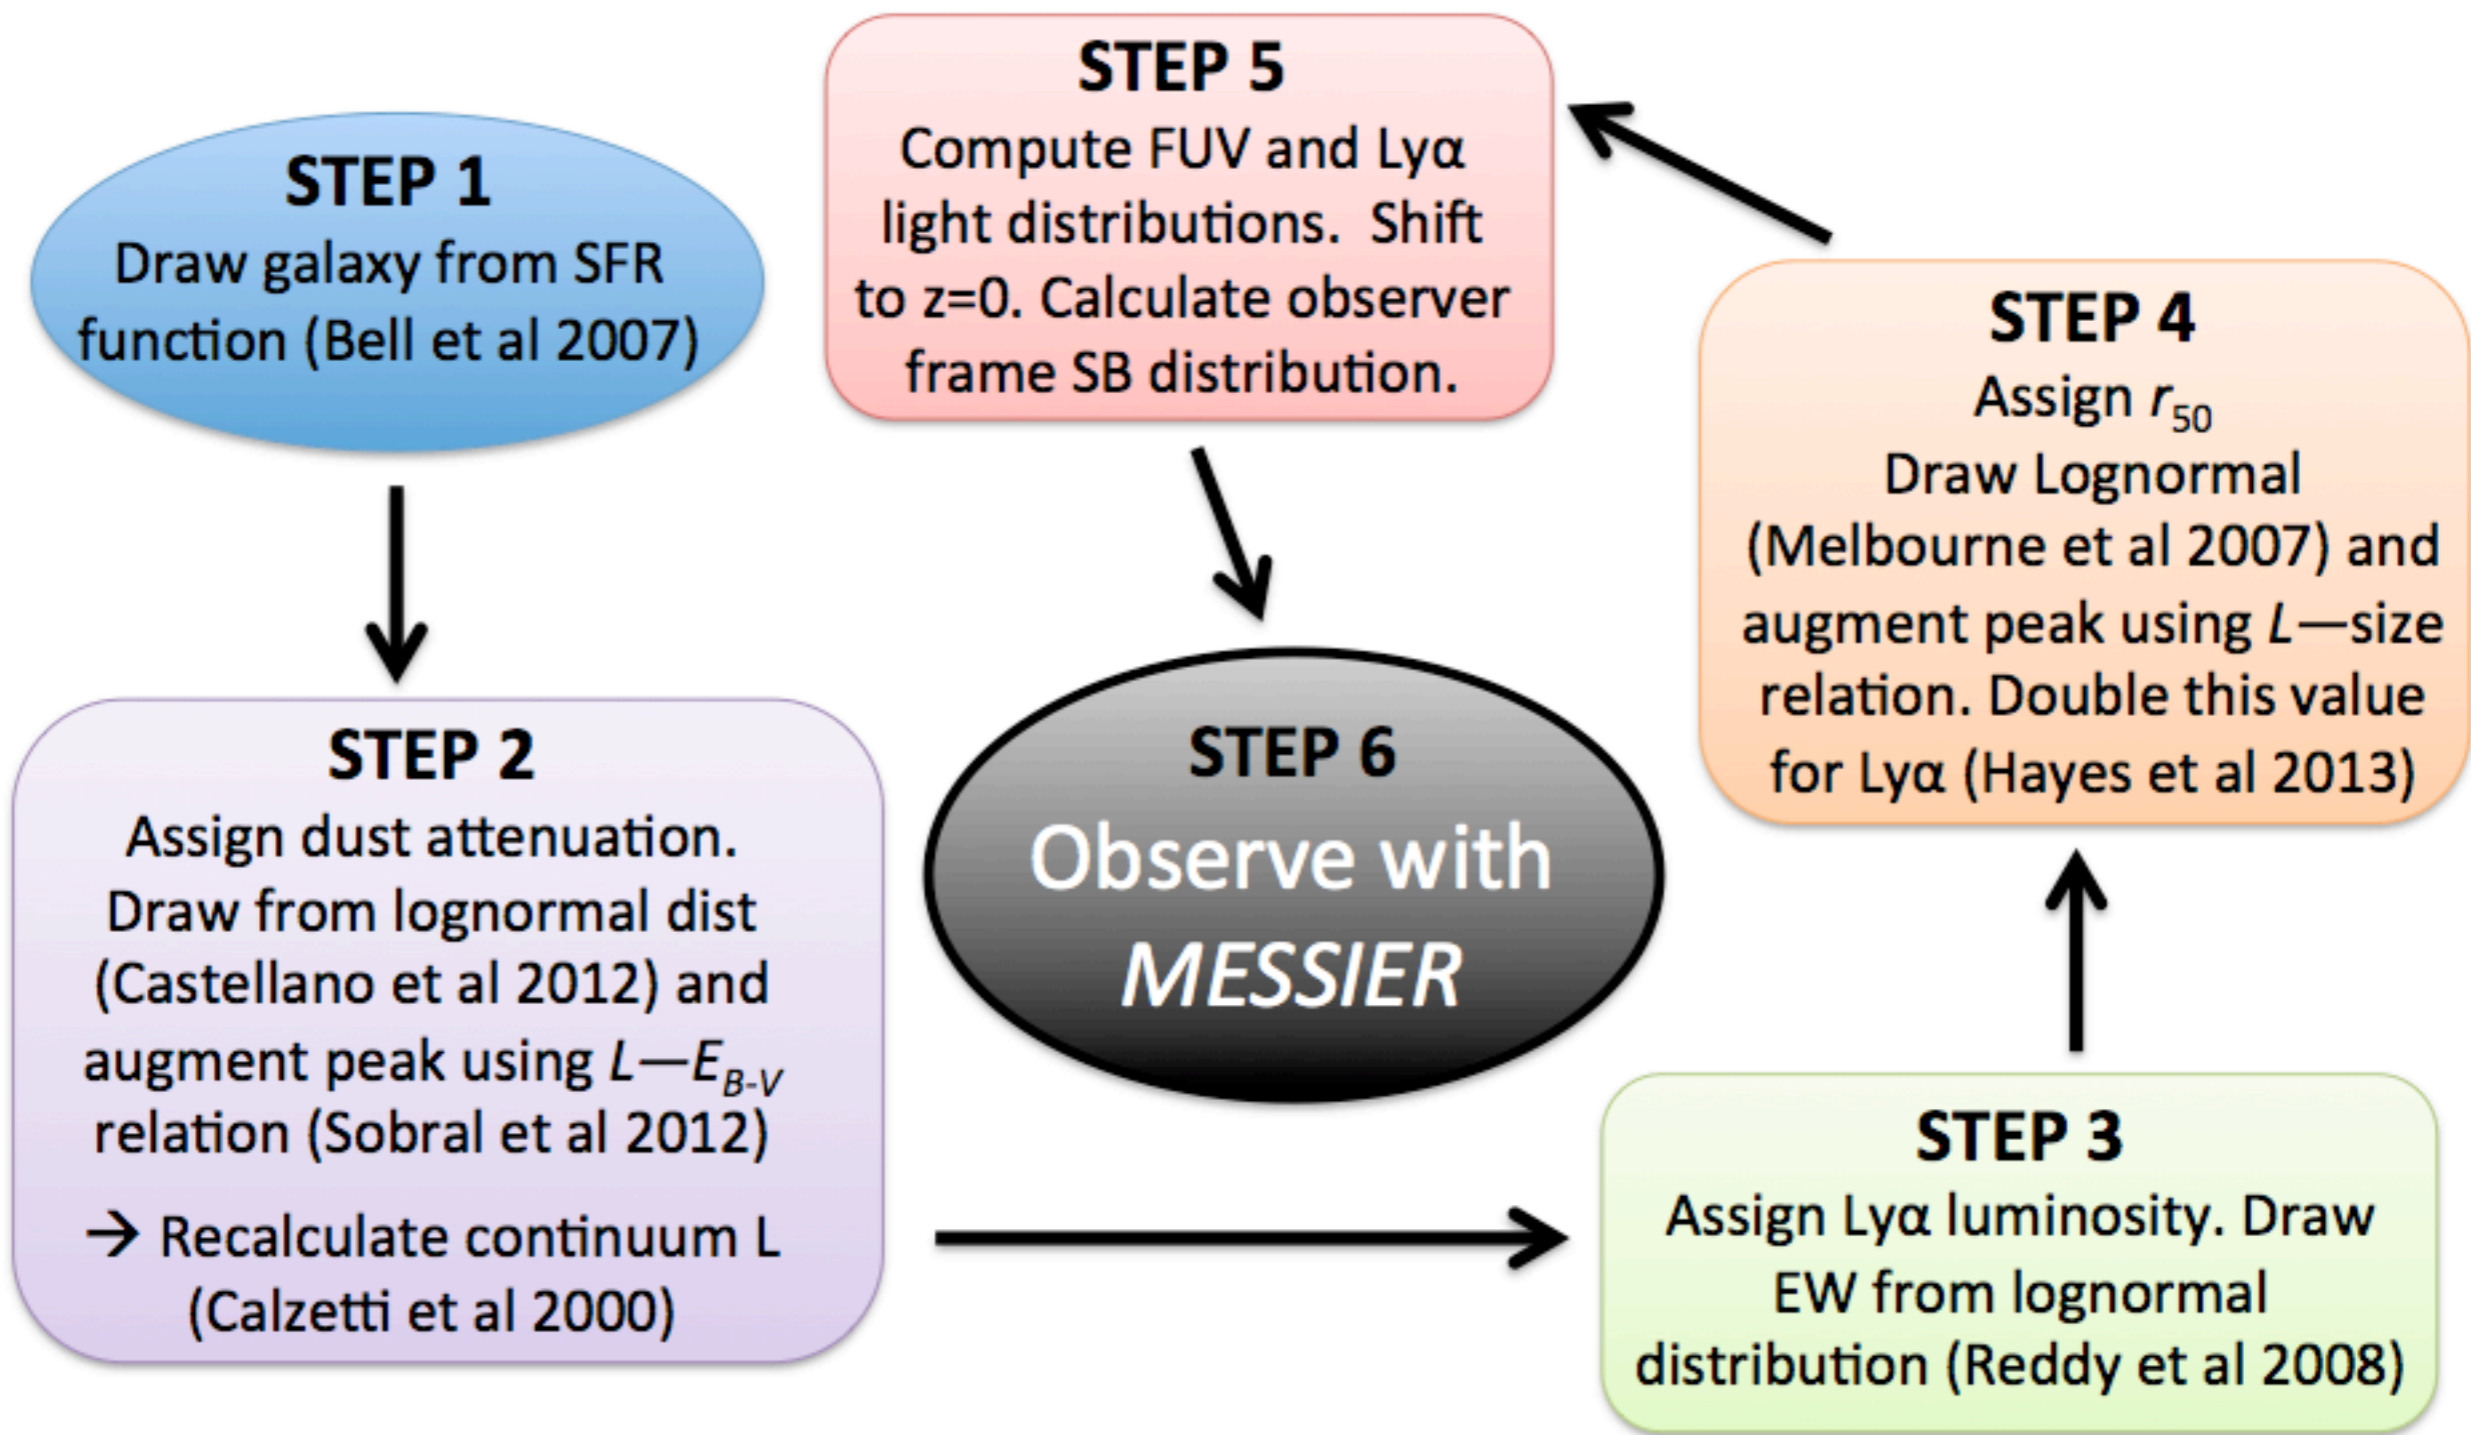 STEP 1
Draw galaxy from SFR
function (Bell et al 2007)
STEP 2
Assign dust attenuation.
Draw from lognormal dist
(Castellano et al 2012) and
augment peak using L—E_{B-V}
relation (Sobral et al 2012)
→ Recalculate continuum L
(Calzetti et al 2000)
STEP 3
Assign Lyα luminosity. Draw
EW from lognormal
distribution (Reddy et al 2008)
STEP 4
Assign r_{50}
Draw Lognormal
(Melbourne et al 2007) and
augment peak using L—size
relation. Double this value
for Lyα (Hayes et al 2013)
STEP 5
Compute FUV and Lyα
light distributions.  Shift
to z=0. Calculate observer
frame SB distribution.
STEP 6
Observe with
MESSIER